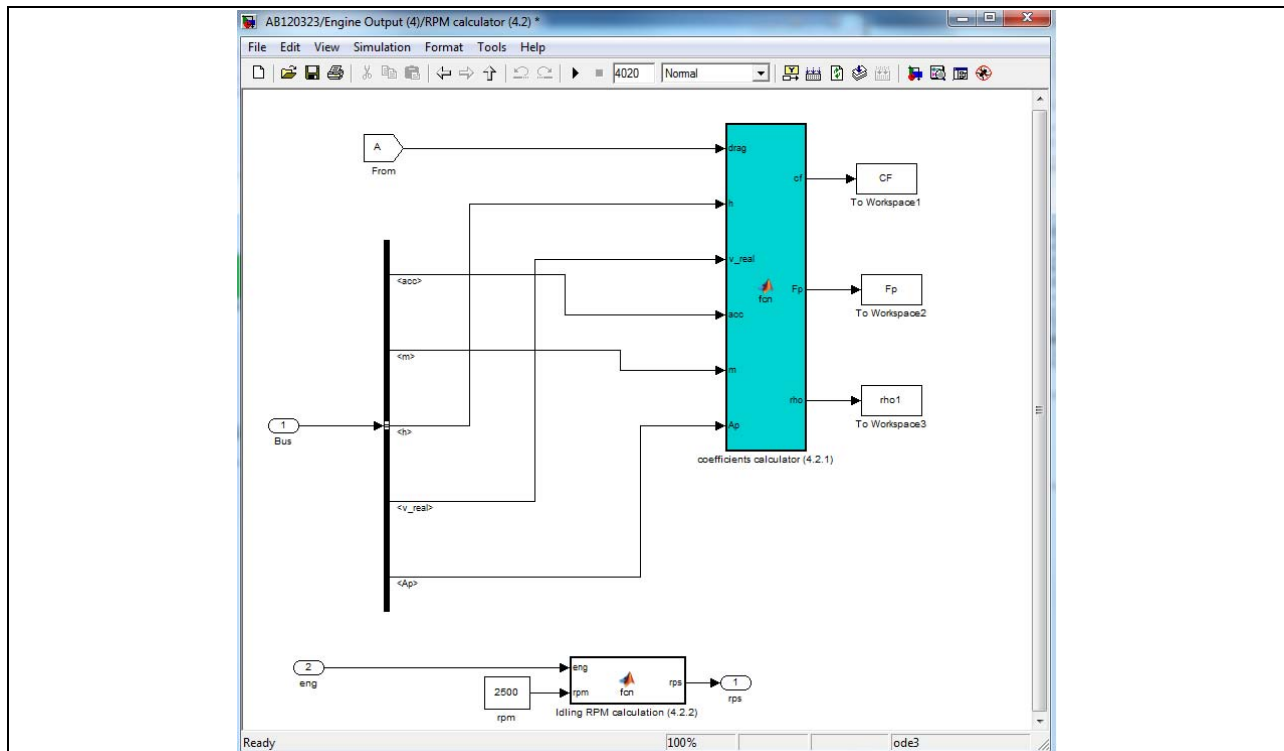 AB120323/Engine Output (4)/RPM calculator (4.2) *
File Edit View Simulation Format Tools Help
4020 Normal
A
From
drag
cf
CF
To Workspace1
h
v_real
<acc>
fcn
Fp
Fp
To Workspace2
acc
<m>
m
rho
rho1
To Workspace3
1
Bus
<h>
Ap
coefficients calculator (4.2.1)
<v_real>
<Ap>
2
eng
eng
rpm
fcn
rps
1
rps
2500
rpm
Idling RPM calculation (4.2.2)
Ready 100% ode3